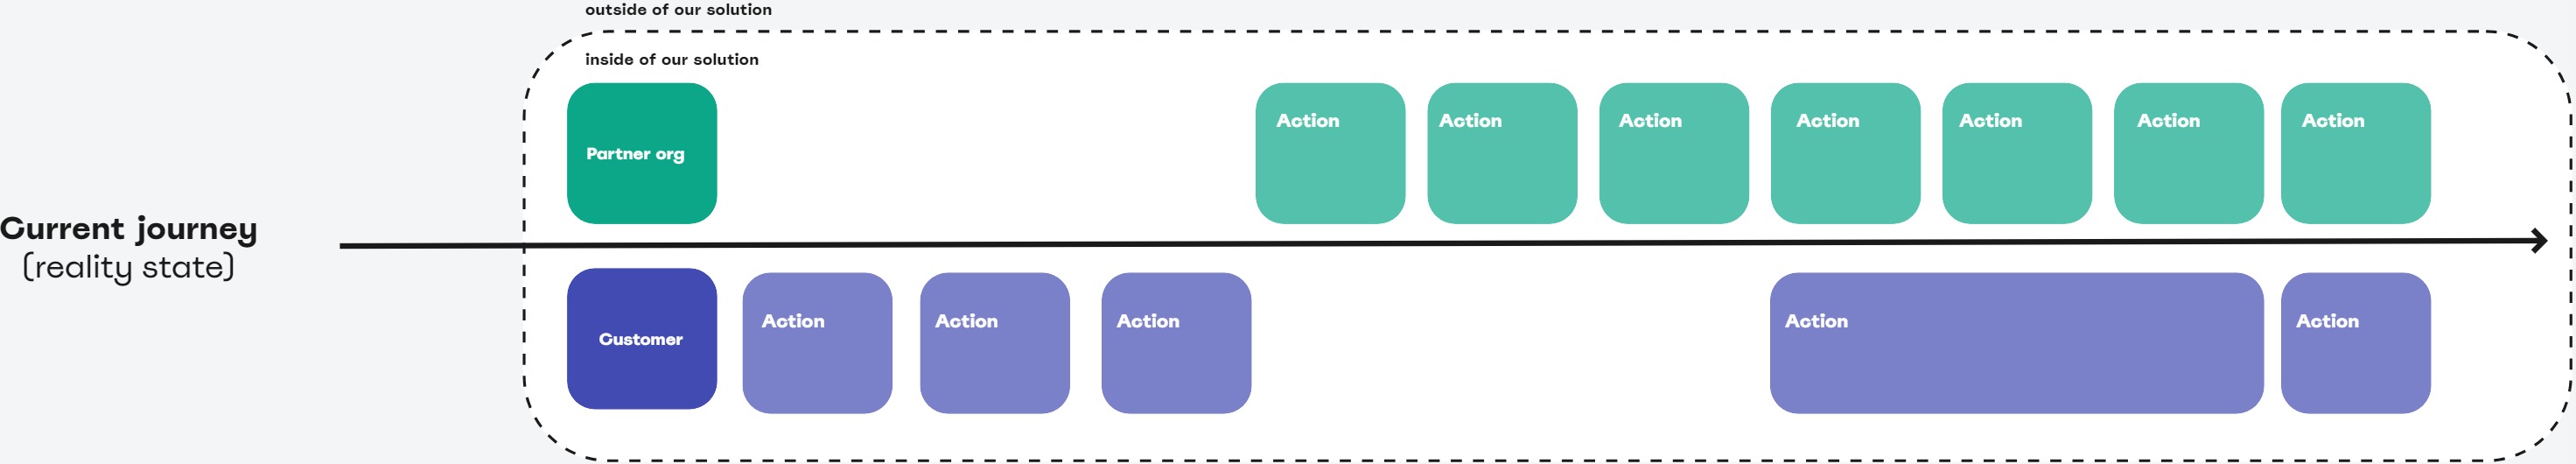 outside of our solution
inside of our solution
Partner org
Action
Action
Action
Action
Action
Action
Action
Current journey
(reality state)
Customer
Action
Action
Action
Action
Action